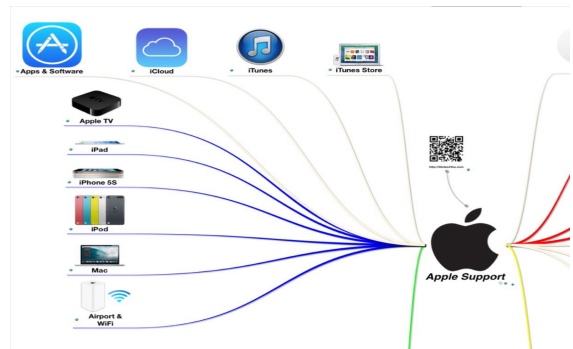 Apps & Software
iCloud
iTunes
iTunes Store
Apple TV
iPad
iPhone 5S
iPod
Mac
Airport &
WiFi
Apple Support